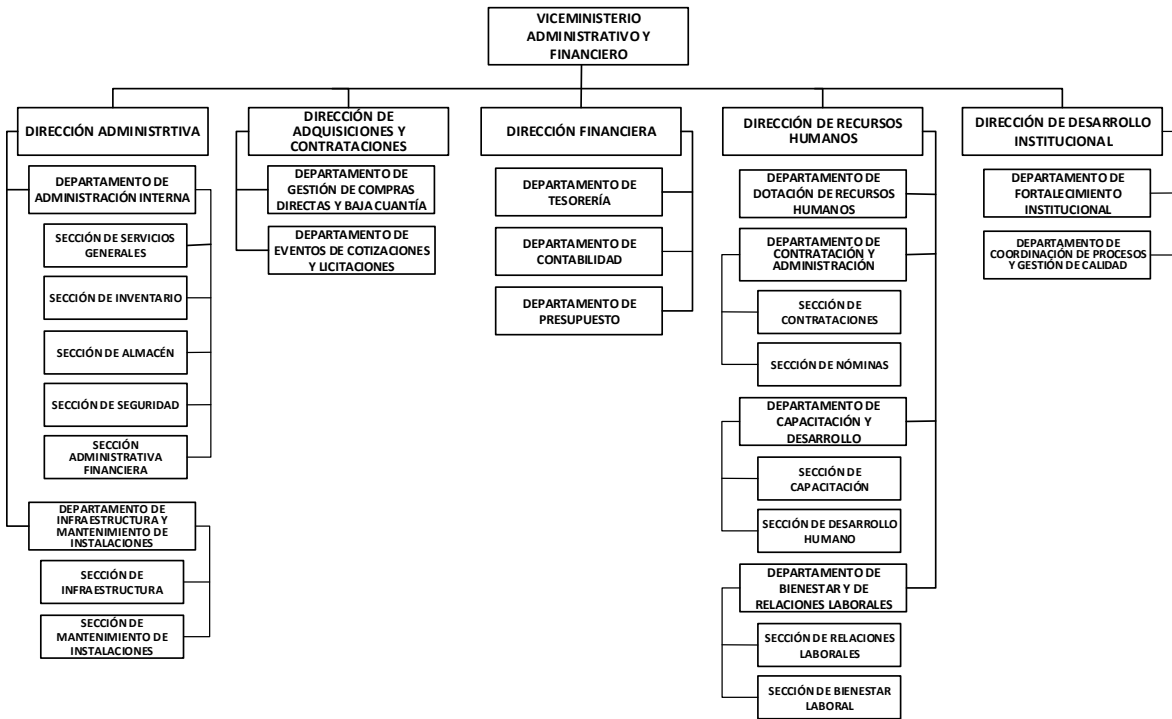 VICEMINISTERIO
ADMINISTRATIVO Y
FINANCIERO
DIRECCIÓN ADMINISTRTIVA
DEPARTAMENTO DE
ADMINISTRACIÓN INTERNA
SECCIÓN DE SERVICIOS
GENERALES
SECCIÓN DE INVENTARIO
SECCIÓN DE ALMACÉN
SECCIÓN DE SEGURIDAD
SECCIÓN
ADMINISTRATIVA
FINANCIERA
DEPARTAMENTO DE
INFRAESTRUCTURA Y
MANTENIMIENTO DE
INSTALACIONES
SECCIÓN DE
INFRAESTRUCTURA
SECCIÓN DE
MANTENIMIENTO DE
INSTALACIONES
DIRECCIÓN DE
ADQUISICIONES Y
CONTRATACIONES
DEPARTAMENTO DE
GESTIÓN DE COMPRAS
DIRECTAS Y BAJA CUANTÍA
DEPARTAMENTO DE
EVENTOS DE COTIZACIONES
Y LICITACIONES
DIRECCIÓN FINANCIERA
DEPARTAMENTO DE
TESORERÍA
DEPARTAMENTO DE
CONTABILIDAD
DEPARTAMENTO DE
PRESUPUESTO
DIRECCIÓN DE RECURSOS
HUMANOS
DEPARTAMENTO DE
DOTACIÓN DE RECURSOS
HUMANOS
DEPARTAMENTO DE
CONTRATACIÓN Y
ADMINISTRACIÓN
SECCIÓN DE
CONTRATACIONES
SECCIÓN DE NÓMINAS
DEPARTAMENTO DE
CAPACITACIÓN Y
DESARROLLO
SECCIÓN DE
CAPACITACIÓN
SECCIÓN DE DESARROLLO
HUMANO
DEPARTAMENTO DE
BIENESTAR Y DE
RELACIONES LABORALES
SECCIÓN DE RELACIONES
LABORALES
SECCIÓN DE BIENESTAR
LABORAL
DIRECCIÓN DE DESARROLLO
INSTITUCIONAL
DEPARTAMENTO DE
FORTALECIMIENTO
INSTITUCIONAL
DEPARTAMENTO DE
COORDINACIÓN DE PROCESOS
Y GESTIÓN DE CALIDAD